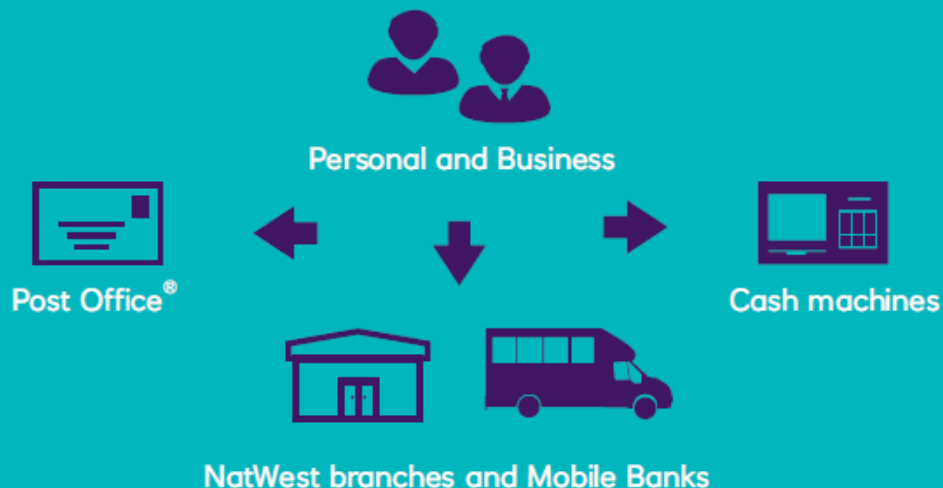 Personal and Business
Post Office®
Cash machines
NatWest branches and Mobile Banks